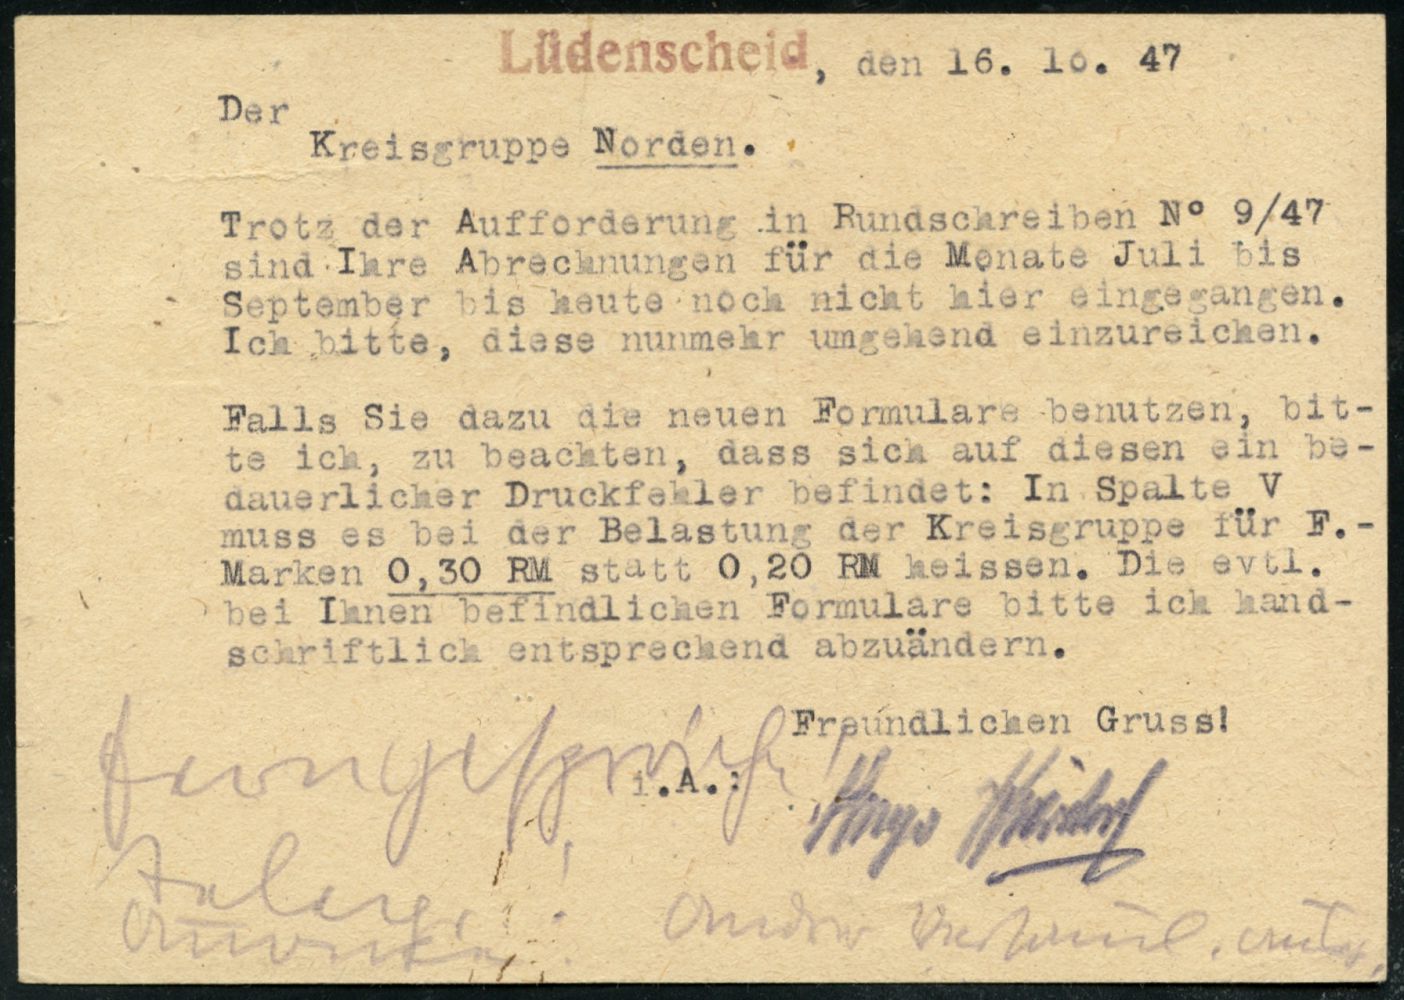 Lüdenscheid, den 16. 10. 47
Der
Kreisgruppe Norden.
Trotz der Aufforderung in Rundschreiben Nº 9/47
sind Ihre Abrechnungen für die Monate Juli bis
September bis heute noch nicht hier eingegangen.
Ich bitte, diese nunmehr umgehend einzureichen.
Falls Sie dazu die neuen Formulare benutzen, bit-
te ich, zu beachten, dass sich auf diesen ein be-
dauerlicher Druckfehler befindet: In Spalte V
muss es bei der Belastung der Kreisgruppe für F.-
Marken 0,30 RM statt 0,20 RM heissen. Die evtl.
bei Ihnen befindlichen Formulare bitte ich hand-
schriftlich entsprechend abzuändern.
Freundlichen Gruss!
Ferngespräche!
i.A.:
Hugo